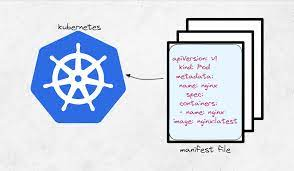 kubernetes
apiVersion: v1
kind: Pod
metadata:
- name: nginx
spec:
containers:
- name: nginx
image: nginx:latest
manifest file